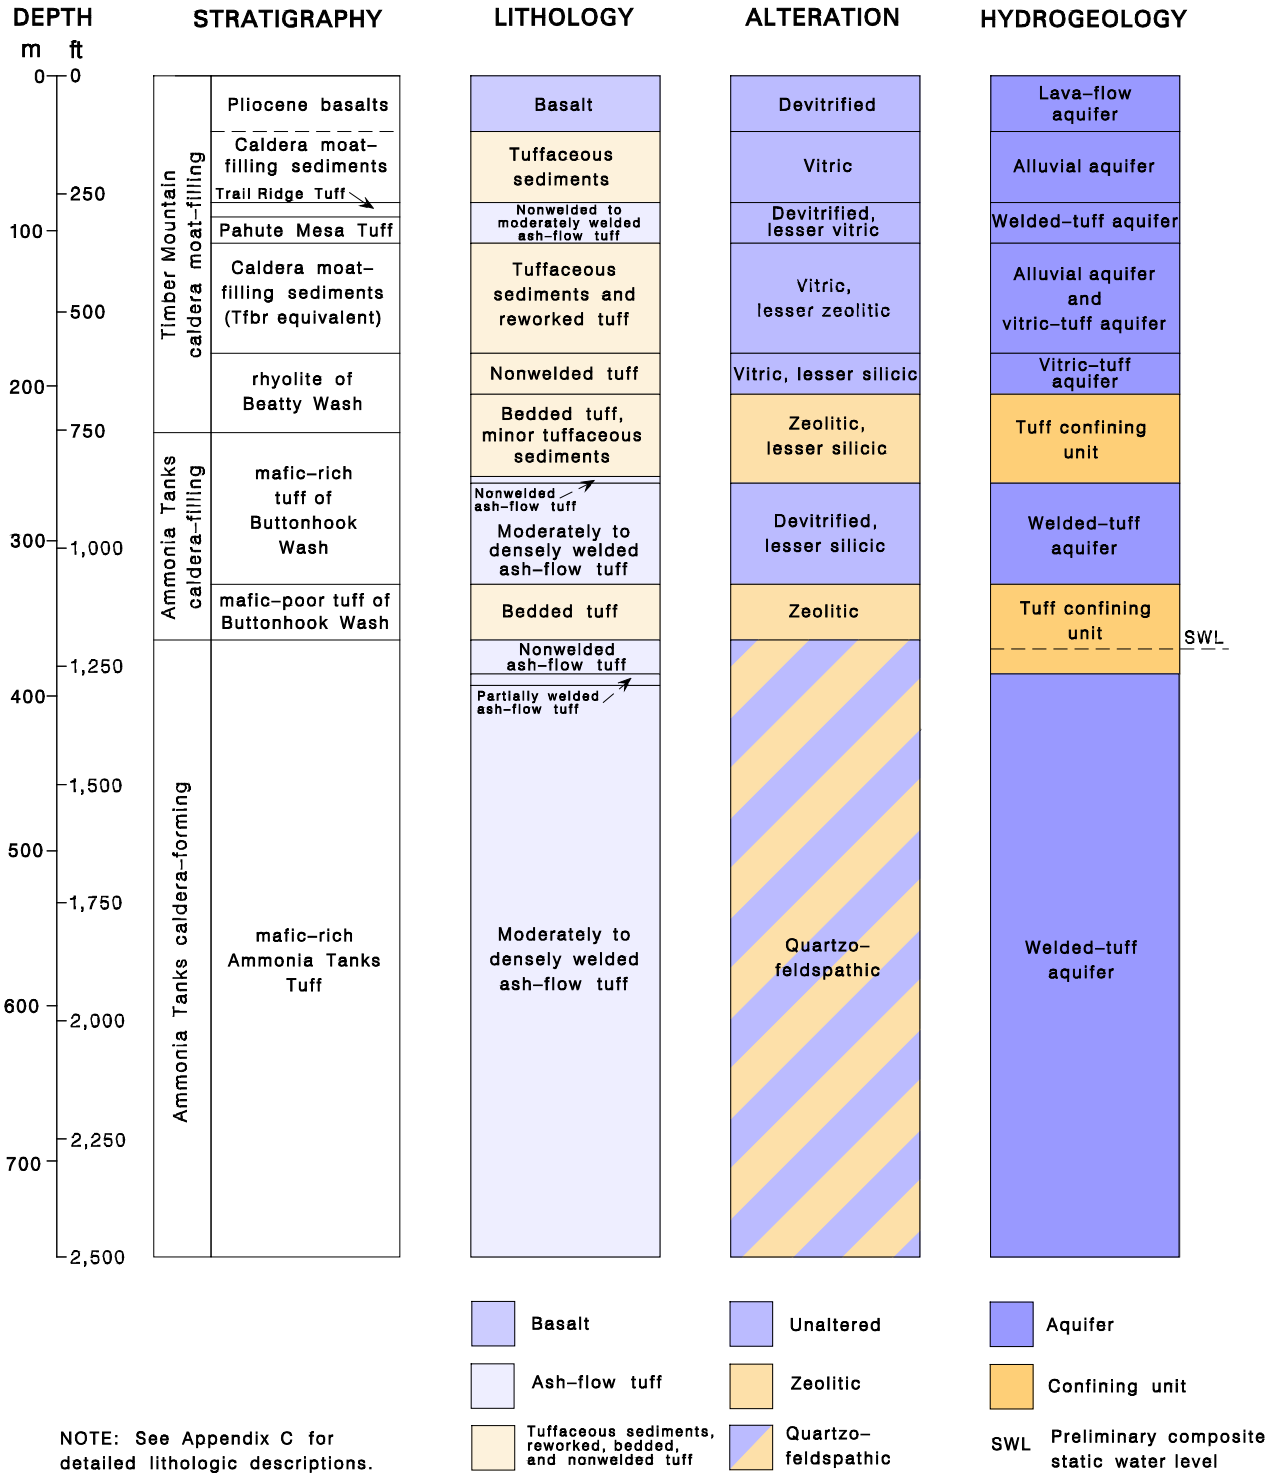 DEPTH
m ft
STRATIGRAPHY
LITHOLOGY
ALTERATION
HYDROGEOLOGY
0
100
200
300
400
500
600
700
0
250
500
750
1,000
1,250
1,500
1,750
2,000
2,250
2,500
Timber Mountain
caldera moat–filling
Ammonia Tanks
caldera–filling
Ammonia Tanks caldera–forming
Pliocene basalts
Caldera moat–
filling sediments
Trail Ridge Tuff
Pahute Mesa Tuff
Caldera moat–
filling sediments
(Tfbr equivalent)
rhyolite of
Beatty Wash
mafic–rich
tuff of
Buttonhook
Wash
mafic–poor tuff of
Buttonhook Wash
mafic–rich
Ammonia Tanks
Tuff
Basalt
Tuffaceous
sediments
Nonwelded to
moderately welded
ash–flow tuff
Tuffaceous
sediments and
reworked tuff
Nonwelded tuff
Bedded tuff,
minor tuffaceous
sediments
Nonwelded
ash–flow tuff
Moderately to
densely welded
ash–flow tuff
Bedded tuff
Nonwelded
ash–flow tuff
Partially welded
ash–flow tuff
Moderately to
densely welded
ash–flow tuff
Devitrified
Vitric
Devitrified,
lesser vitric
Vitric,
lesser zeolitic
Vitric, lesser silicic
Zeolitic,
lesser silicic
Devitrified,
lesser silicic
Zeolitic
Quartzo–
feldspathic
Lava–flow
aquifer
Alluvial aquifer
Welded–tuff aquifer
Alluvial aquifer
and
vitric–tuff aquifer
Vitric–tuff
aquifer
Tuff confining
unit
Welded–tuff
aquifer
Tuff confining
unit
SWL
Welded–tuff
aquifer
Basalt
Ash–flow tuff
Tuffaceous sediments,
reworked, bedded,
and nonwelded tuff
Unaltered
Zeolitic
Quartzo–
feldspathic
Aquifer
Confining unit
SWL Preliminary composite
static water level
NOTE: See Appendix C for
detailed lithologic descriptions.